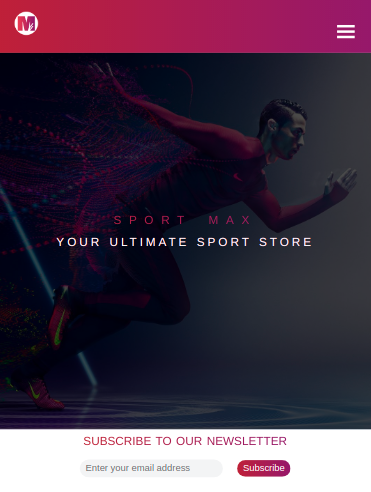 M
SPORT MAX
YOUR ULTIMATE SPORT STORE
SUBSCRIBE TO OUR NEWSLETTER
Enter your email address
Subscribe